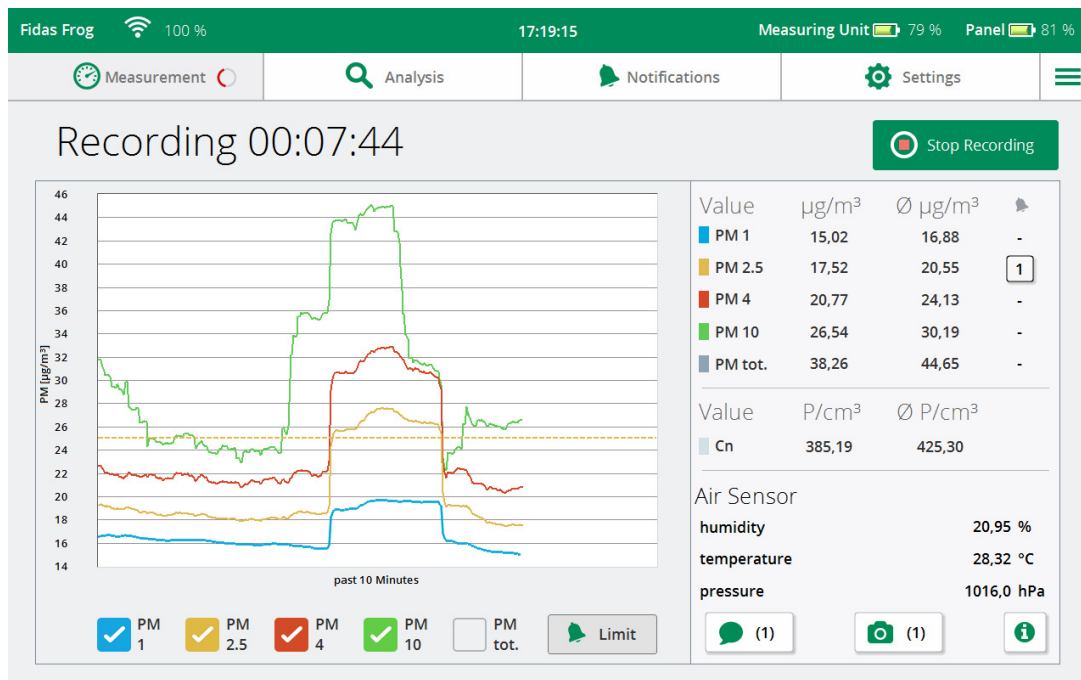 Fidas Frog 100 % 17:19:15 Measuring Unit 79 % Panel 81 %
Measurement Analysis Notifications Settings
Recording 00:07:44
Stop Recording
46
44
42
40
38
36
34
32
30
28
26
24
22
20
18
16
14
PM [µg/m³]
past 10 Minutes
PM 1
PM 2.5
PM 4
PM 10
PM tot.
Limit
Value µg/m³ Ø µg/m³
PM 1 15,02 16,88 -
PM 2.5 17,52 20,55 1
PM 4 20,77 24,13 -
PM 10 26,54 30,19 -
PM tot. 38,26 44,65 -
Value P/cm³ Ø P/cm³
Cn 385,19 425,30
Air Sensor
humidity 20,95 %
temperature 28,32 °C
pressure 1016,0 hPa
(1) (1)